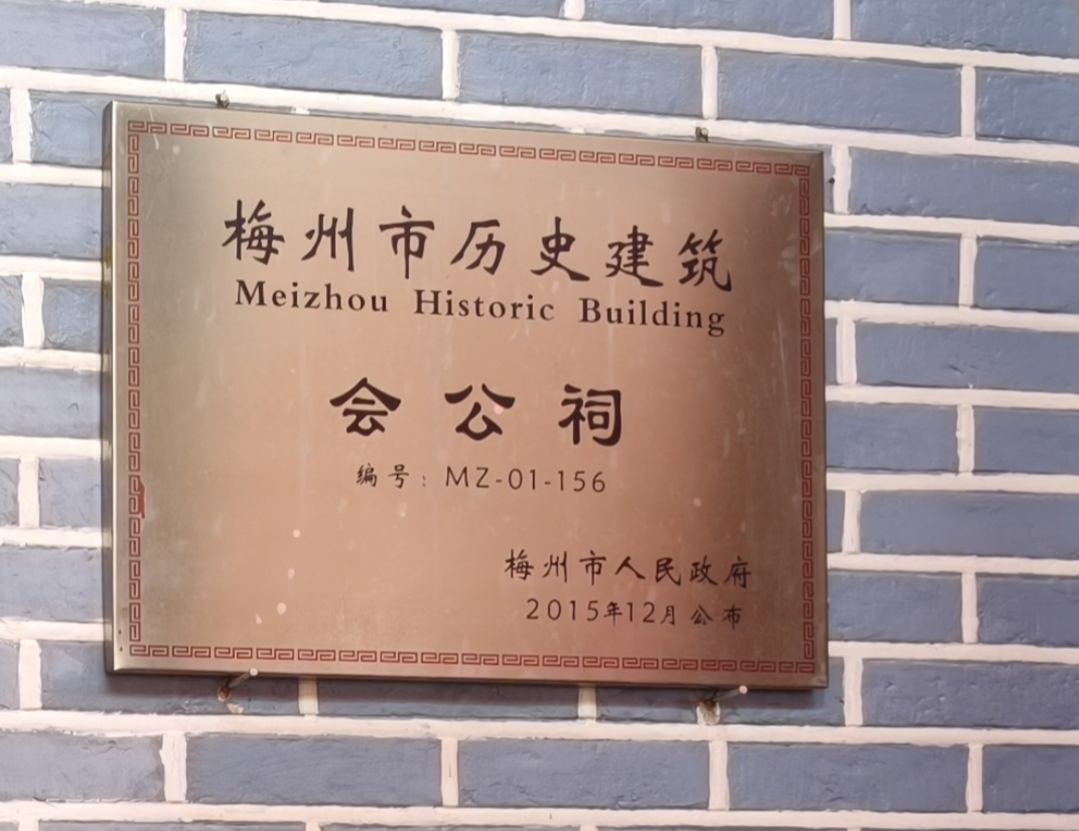 梅州市历史建筑
Meizhou Historic Building
会公祠
编号：MZ-01-156
梅州市人民政府
2015年12月公布